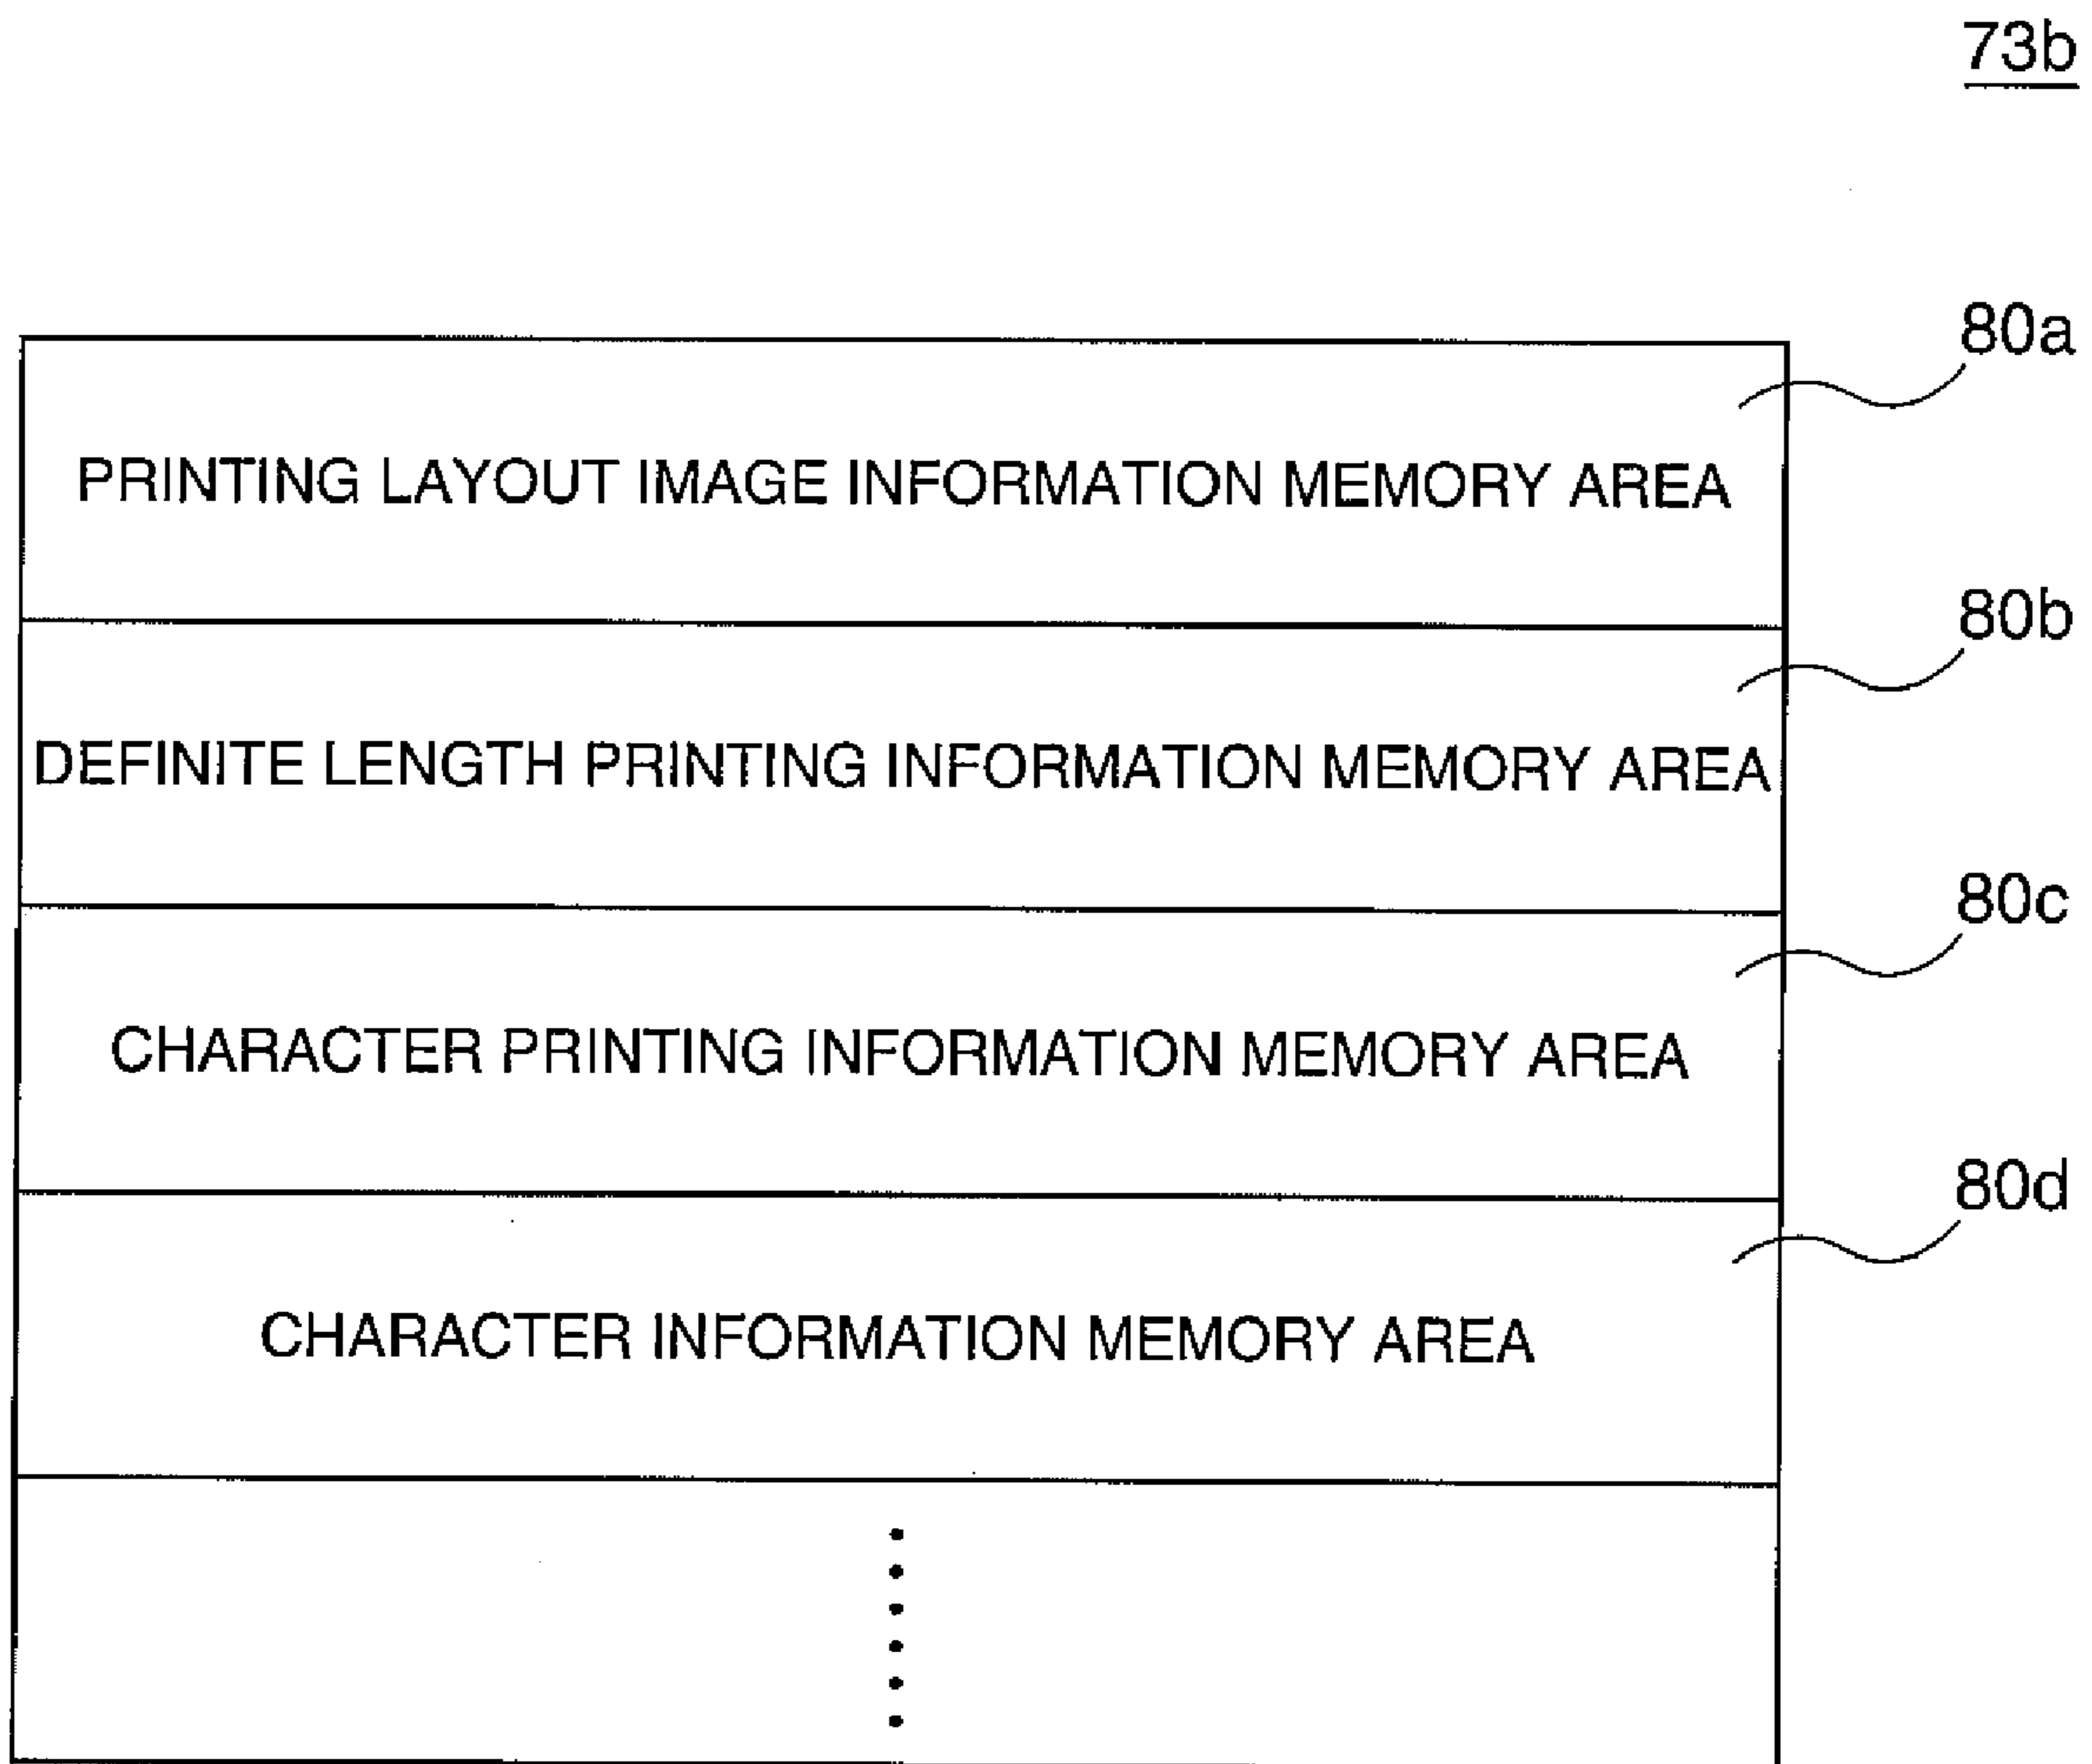 73b
80a
PRINTING LAYOUT IMAGE INFORMATION MEMORY AREA
80b
DEFINITE LENGTH PRINTING INFORMATION MEMORY AREA
80c
CHARACTER PRINTING INFORMATION MEMORY AREA
80d
CHARACTER INFORMATION MEMORY AREA